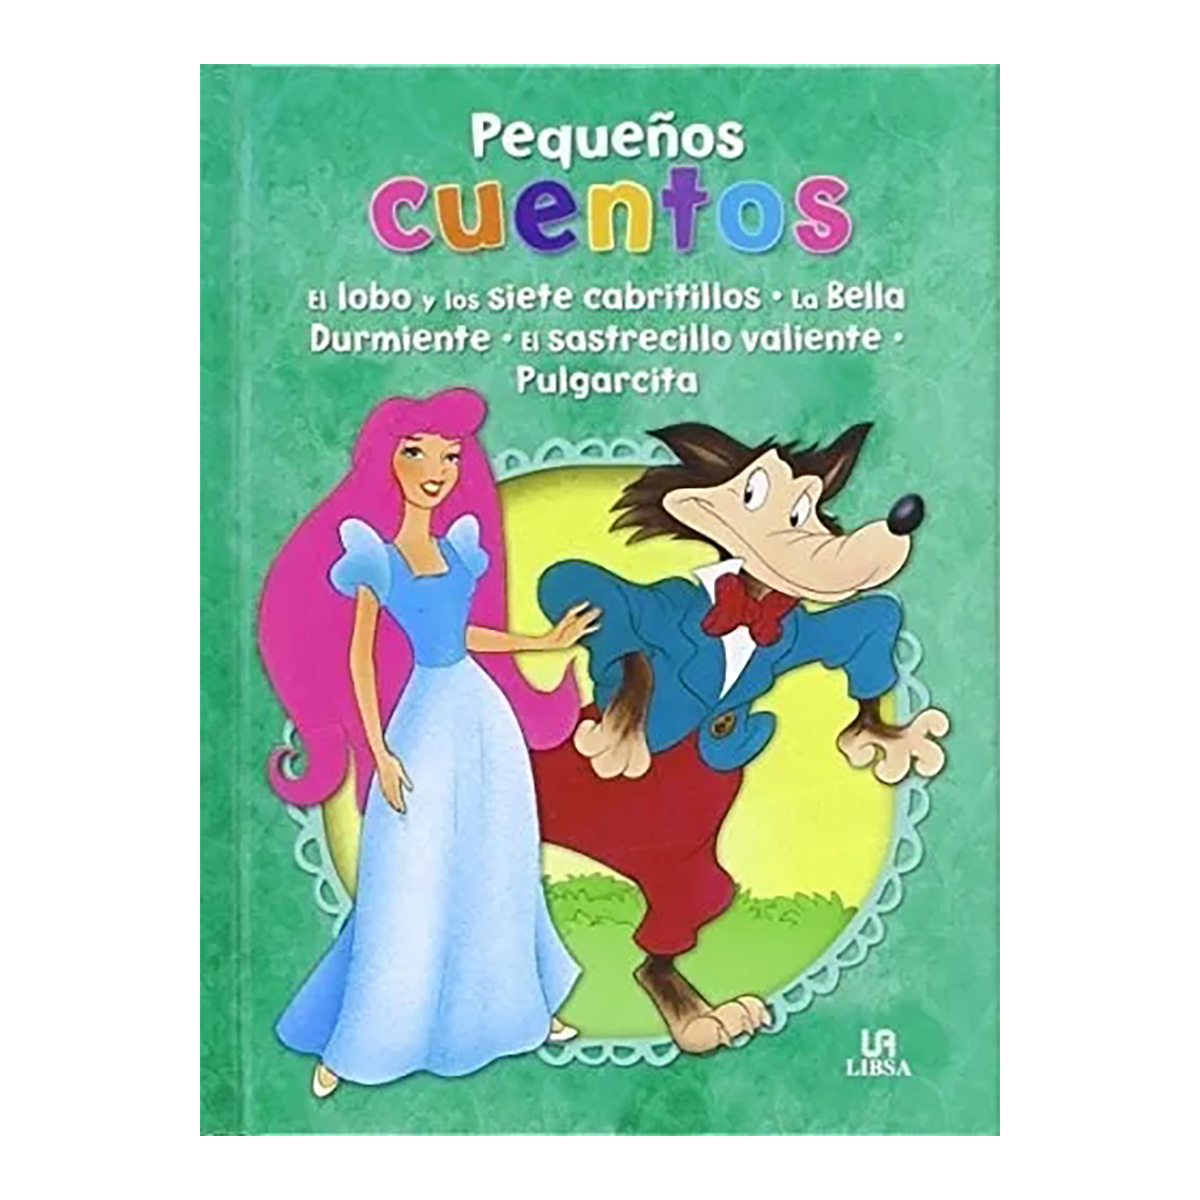 Pequeños
cuentos
El lobo y los siete cabritillos • La Bella
Durmiente • El sastrecillo valiente •
Pulgarcita
LA
LIBSA